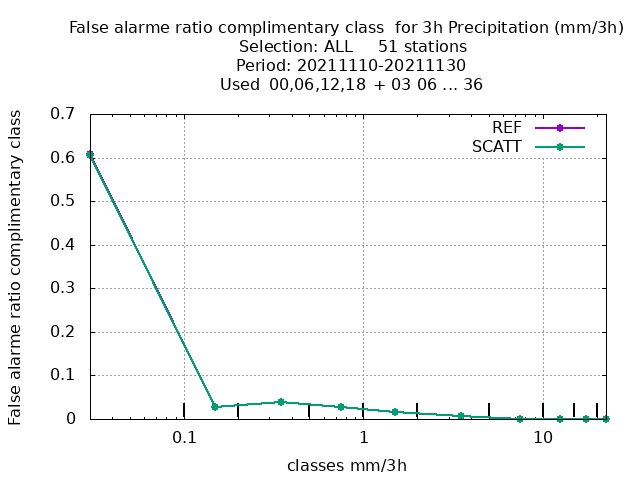 False alarme ratio complimentary class  for 3h Precipitation (mm/3h)
Selection: ALL     51 stations
Period: 20211110-20211130
Used  00,06,12,18  + 03 06 ... 36
False alarme ratio complimentary class
0.7
0.6
0.5
0.4
0.3
0.2
0.1
0
REF
SCATT
0.1
1
10
classes mm/3h